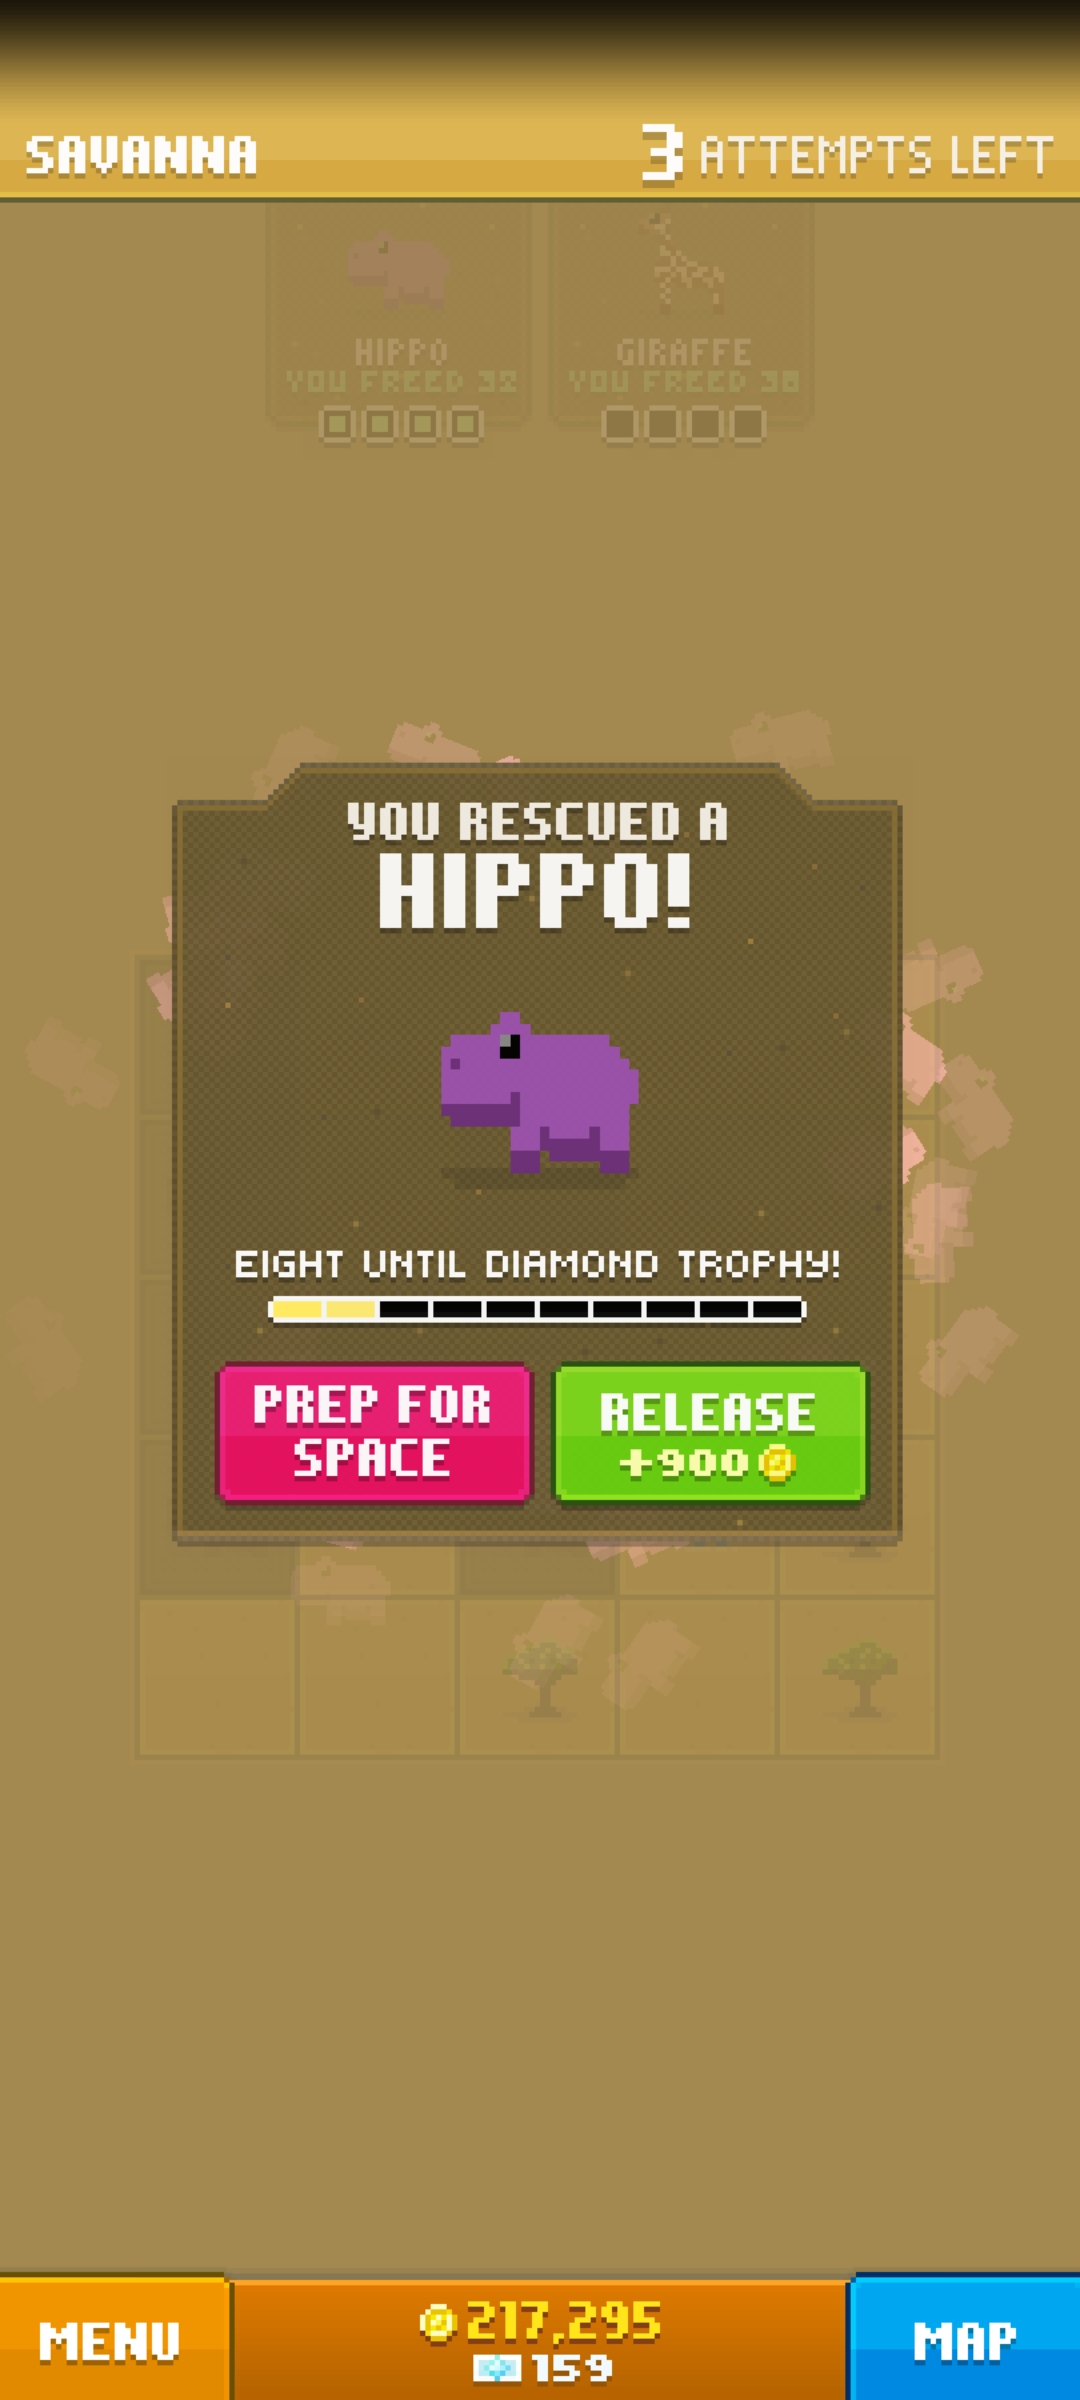 SAVANNA
3 ATTEMPTS LEFT
HIPPO
YOU FREED 38
GIRAFFE
YOU FREED 30
YOU RESCUED A
HIPPO!
EIGHT UNTIL DIAMOND TROPHY!
PREP FOR
SPACE
RELEASE
+900
MENU
217,295
159
MAP